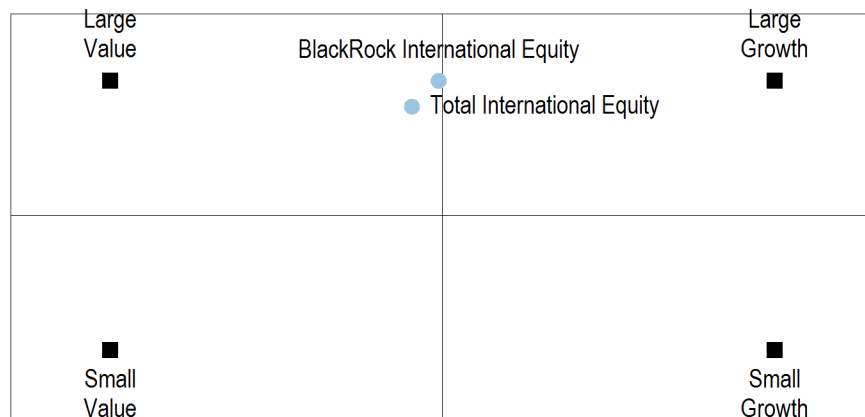 Large
Value
Large
Growth
BlackRock International Equity
Total International Equity
Small
Value
Small
Growth